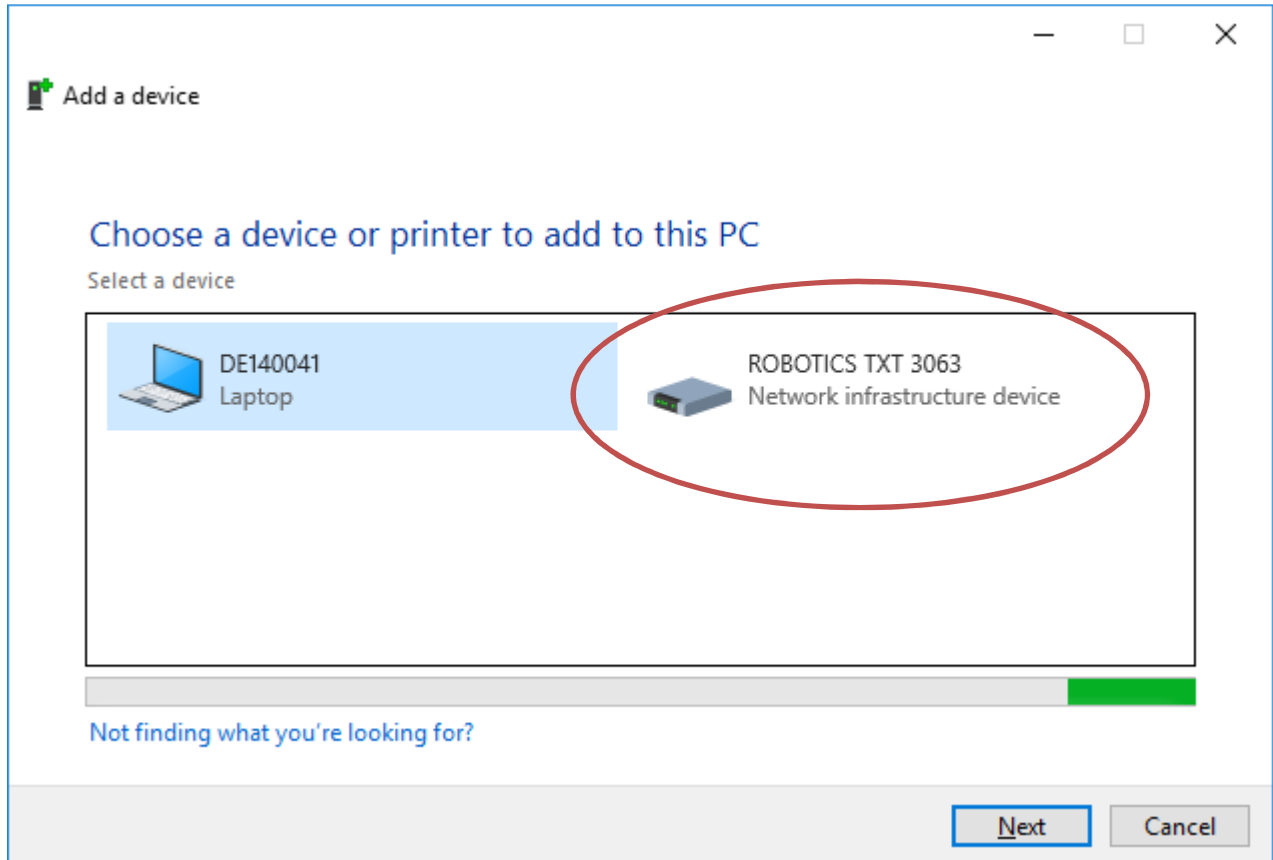 Add a device
Choose a device or printer to add to this PC
Select a device
DE140041
Laptop
ROBOTICS TXT 3063
Network infrastructure device
Not finding what you're looking for?
Next
Cancel